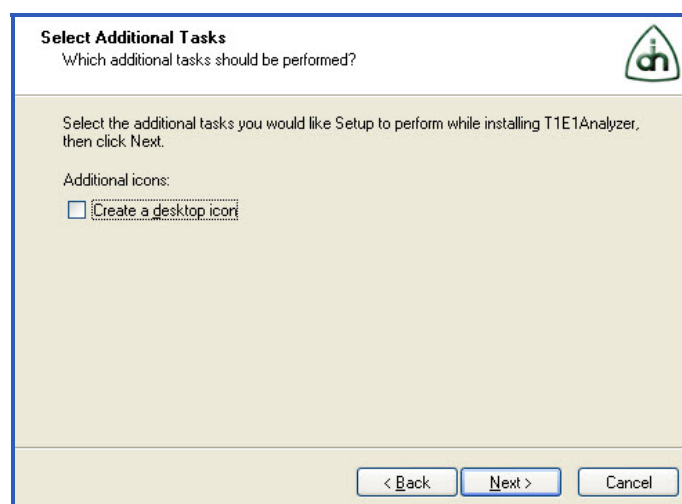 Select Additional Tasks
Which additional tasks should be performed?
Select the additional tasks you would like Setup to perform while installing T1E1Analyzer,
then click Next.
Additional icons:
Create a desktop icon
< Back
Next >
Cancel